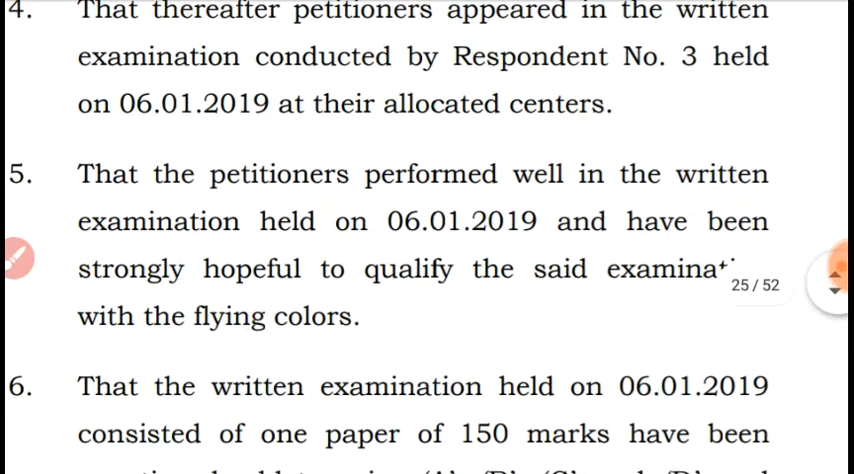 4. That thereafter petitioners appeared in the written
examination conducted by Respondent No. 3 held
on 06.01.2019 at their allocated centers.
5. That the petitioners performed well in the written
examination held on 06.01.2019 and have been
strongly hopeful to qualify the said
25 / 52
with the flying colors.
6. That the written examination held on 06.01.2019
consisted of one paper of 150 marks have been